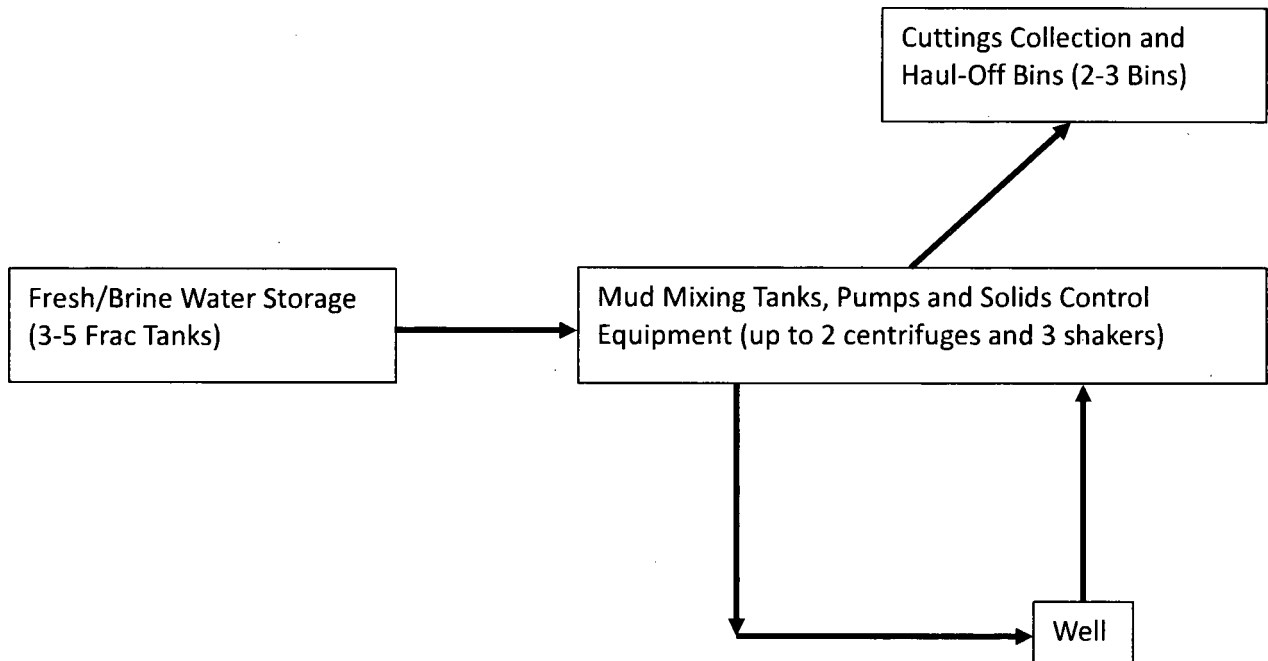 Cuttings Collection and
Haul-Off Bins (2-3 Bins)
Fresh/Brine Water Storage
(3-5 Frac Tanks)
Mud Mixing Tanks, Pumps and Solids Control
Equipment (up to 2 centrifuges and 3 shakers)
Well